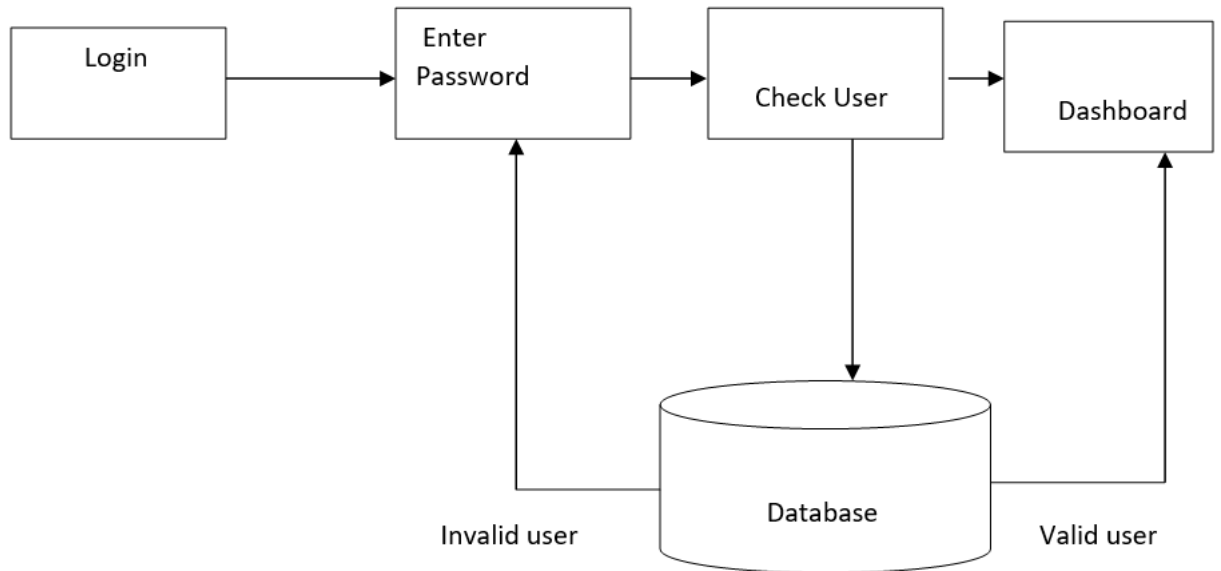 Login
Enter
Password
Check User
Dashboard
Database
Invalid user
Valid user